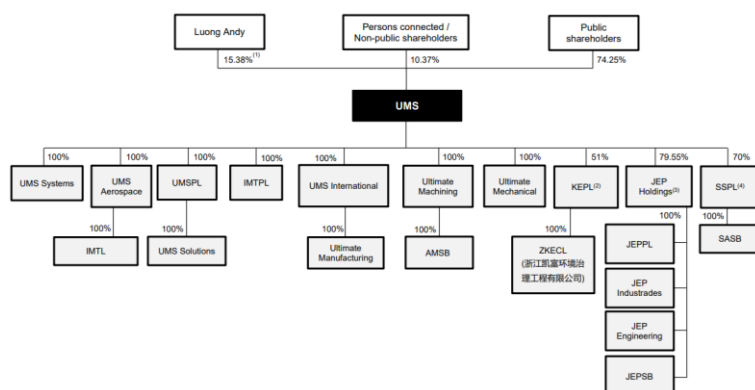 Luong Andy
Persons connected /
Non-public shareholders
Public
shareholders
15.38%(1)
10.37%
74.25%
UMS
100%
100%
100%
100%
100%
100%
100%
51%
79.55%
70%
UMS Systems
UMS
Aerospace
UMSPL
IMTPL
UMS International
Ultimate
Machining
Ultimate
Mechanical
KEPL(2)
JEP
Holdings(3)
SSPL(4)
100%
100%
100%
100%
100%
100%
100%
IMTL
UMS Solutions
Ultimate
Manufacturing
AMSB
ZKECL
(浙江凯富环境治
理工程有限公司)
JEPPL
SASB
JEP
Industrades
JEP
Engineering
JEPSB